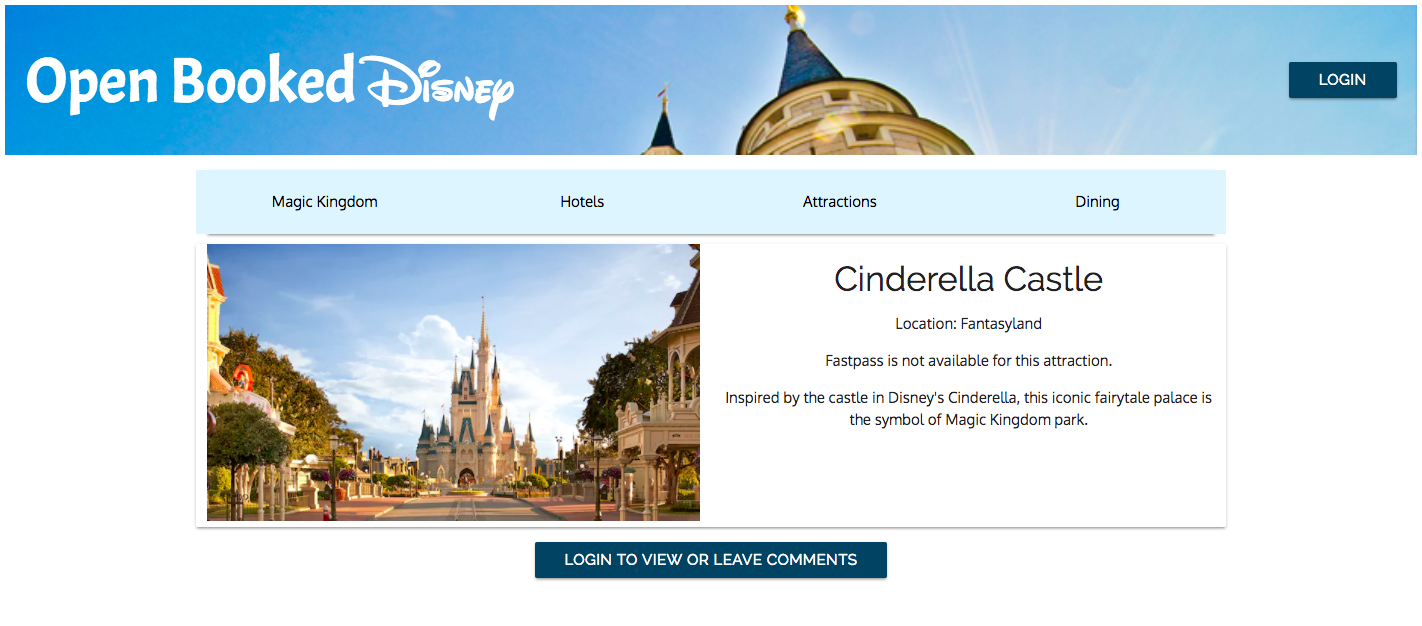 Open Booked Disney
LOGIN
Magic Kingdom
Hotels
Attractions
Dining
Cinderella Castle
Location: Fantasyland
Fastpass is not available for this attraction.
Inspired by the castle in Disney's Cinderella, this iconic fairytale palace is
the symbol of Magic Kingdom park.
LOGIN TO VIEW OR LEAVE COMMENTS